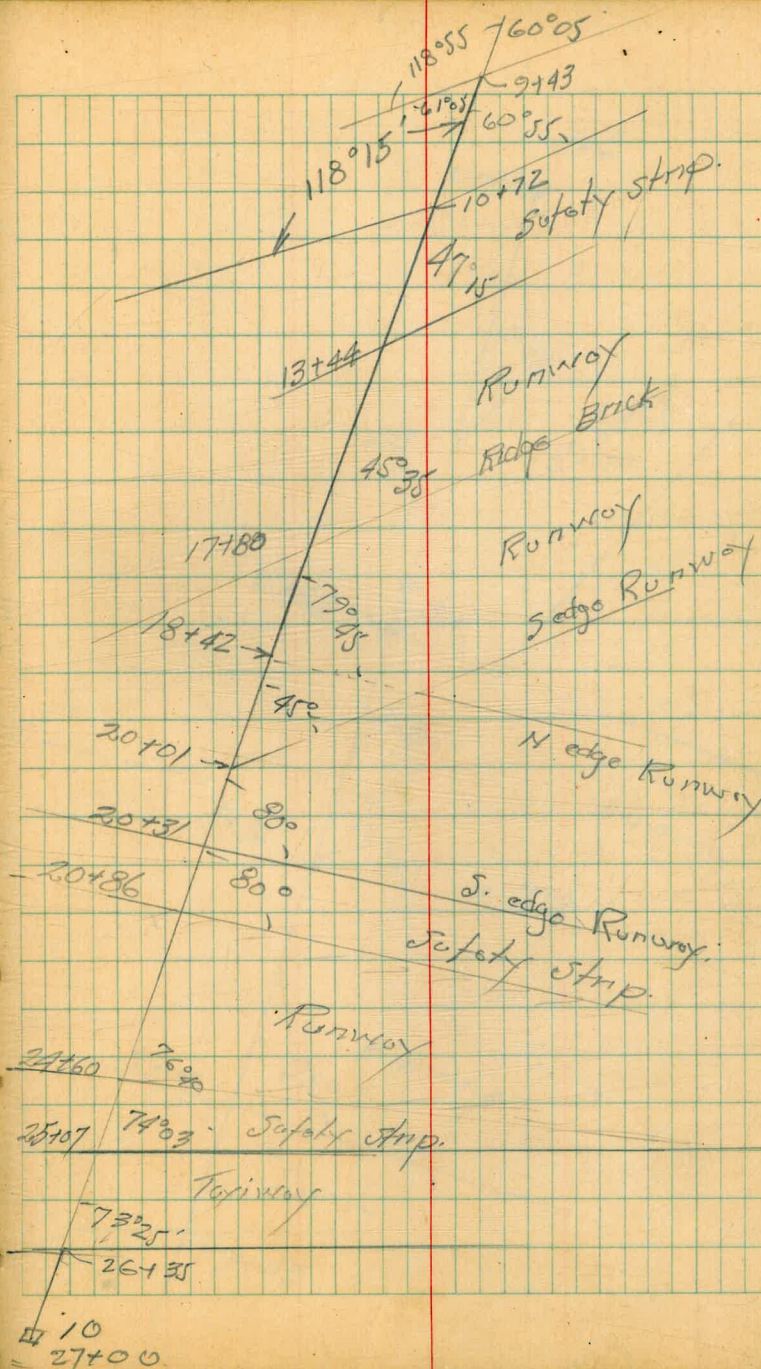 118°55 60°05
9+43
61°05
118°15' 60°55
10+72
Safety Strip.
47°15
13+44
Runway
Ridge Brick
45°35
17+80
Runway
79°45
S edge Runway
18+42
45°
N edge Runway
20+01
80°
20+31
80°
20+86
S. edge Runway.
Safety Strip.
Runway
24+60 76°40
25+07 74°03' Safety Strip.
Taxiway
73°25'
26+35
10
27+00